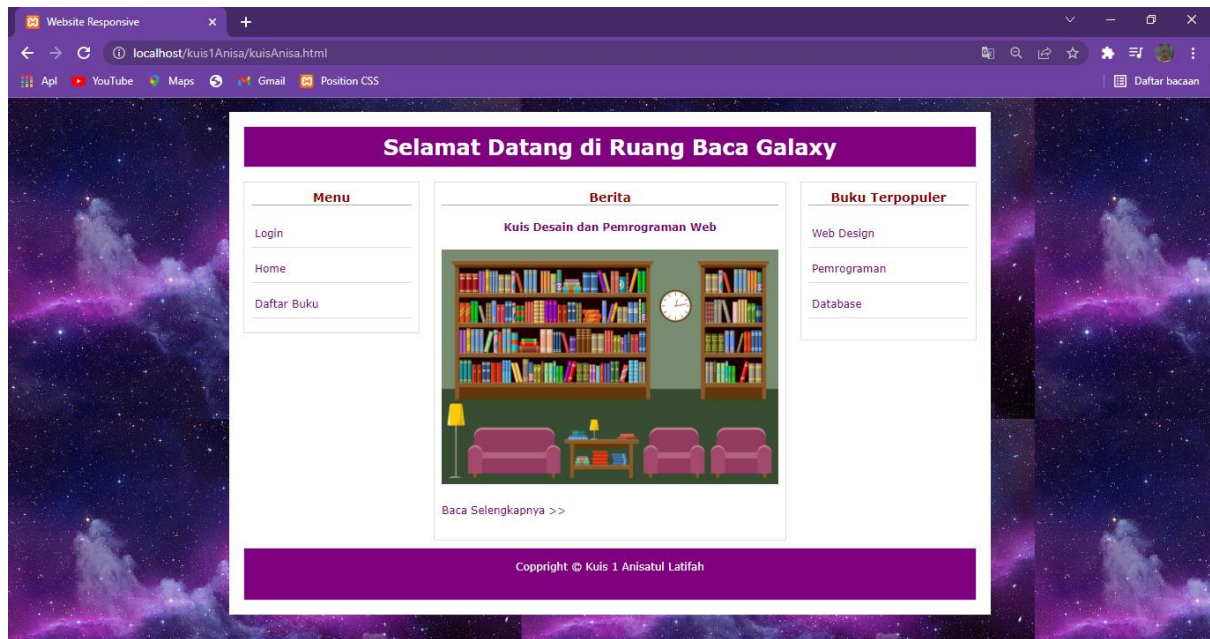 Website Responsive
localhost/kuis1Anisa/kuisAnisa.html
Apl YouTube Maps Gmail Position CSS Daftar bacaan
Selamat Datang di Ruang Baca Galaxy
Menu
Login
Home
Daftar Buku
Berita
Kuis Desain dan Pemrograman Web
Baca Selengkapnya >>
Buku Terpopuler
Web Design
Pemrograman
Database
Coppright © Kuis 1 Anisatul Latifah